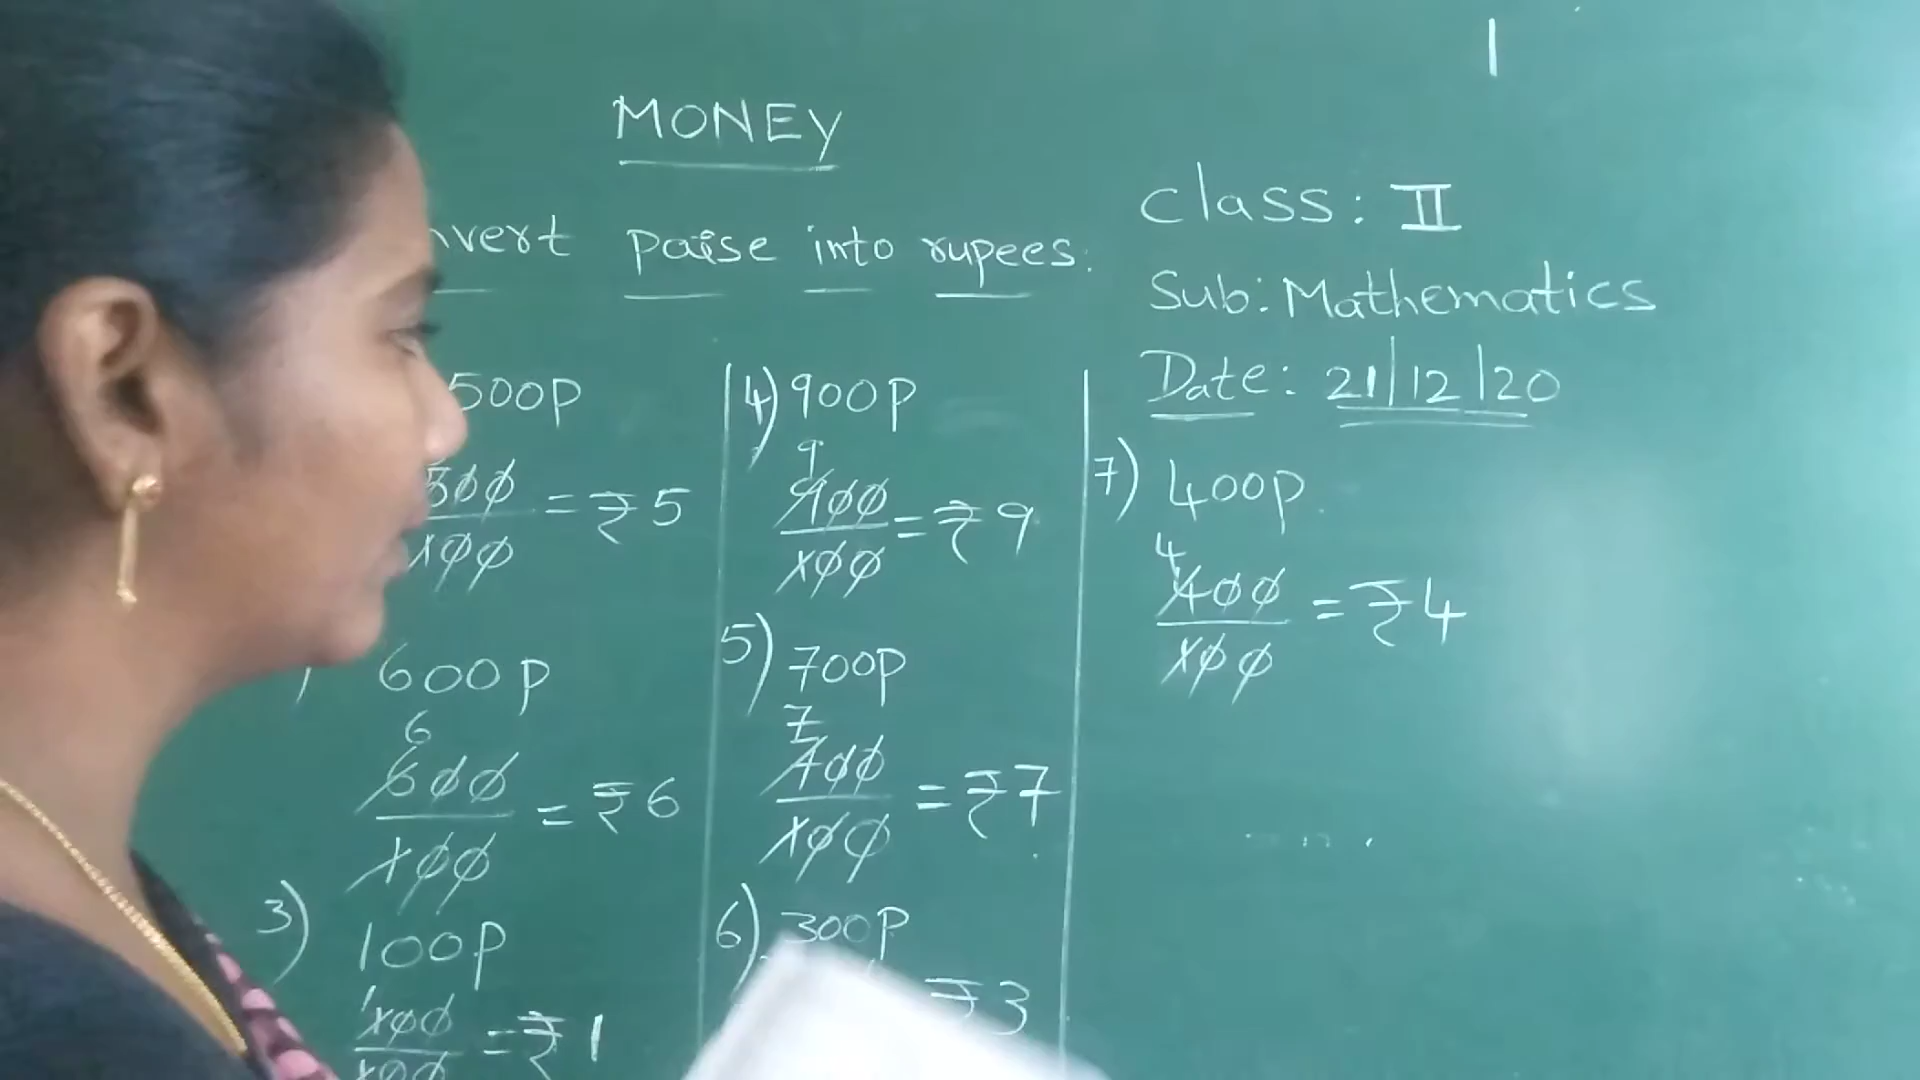 MONEY
nvert paise into rupees.
Class: II
Sub: Mathematics
Date: 21/12/20
500p
500/100 = ₹5
600p
6
600/100 = ₹6
3) 100p
1
100/100 = ₹1
4) 900p
9
900/100 = ₹9
5) 700p
7
700/100 = ₹7
6) 300p
₹3
7) 400p
4
400/100 = ₹4